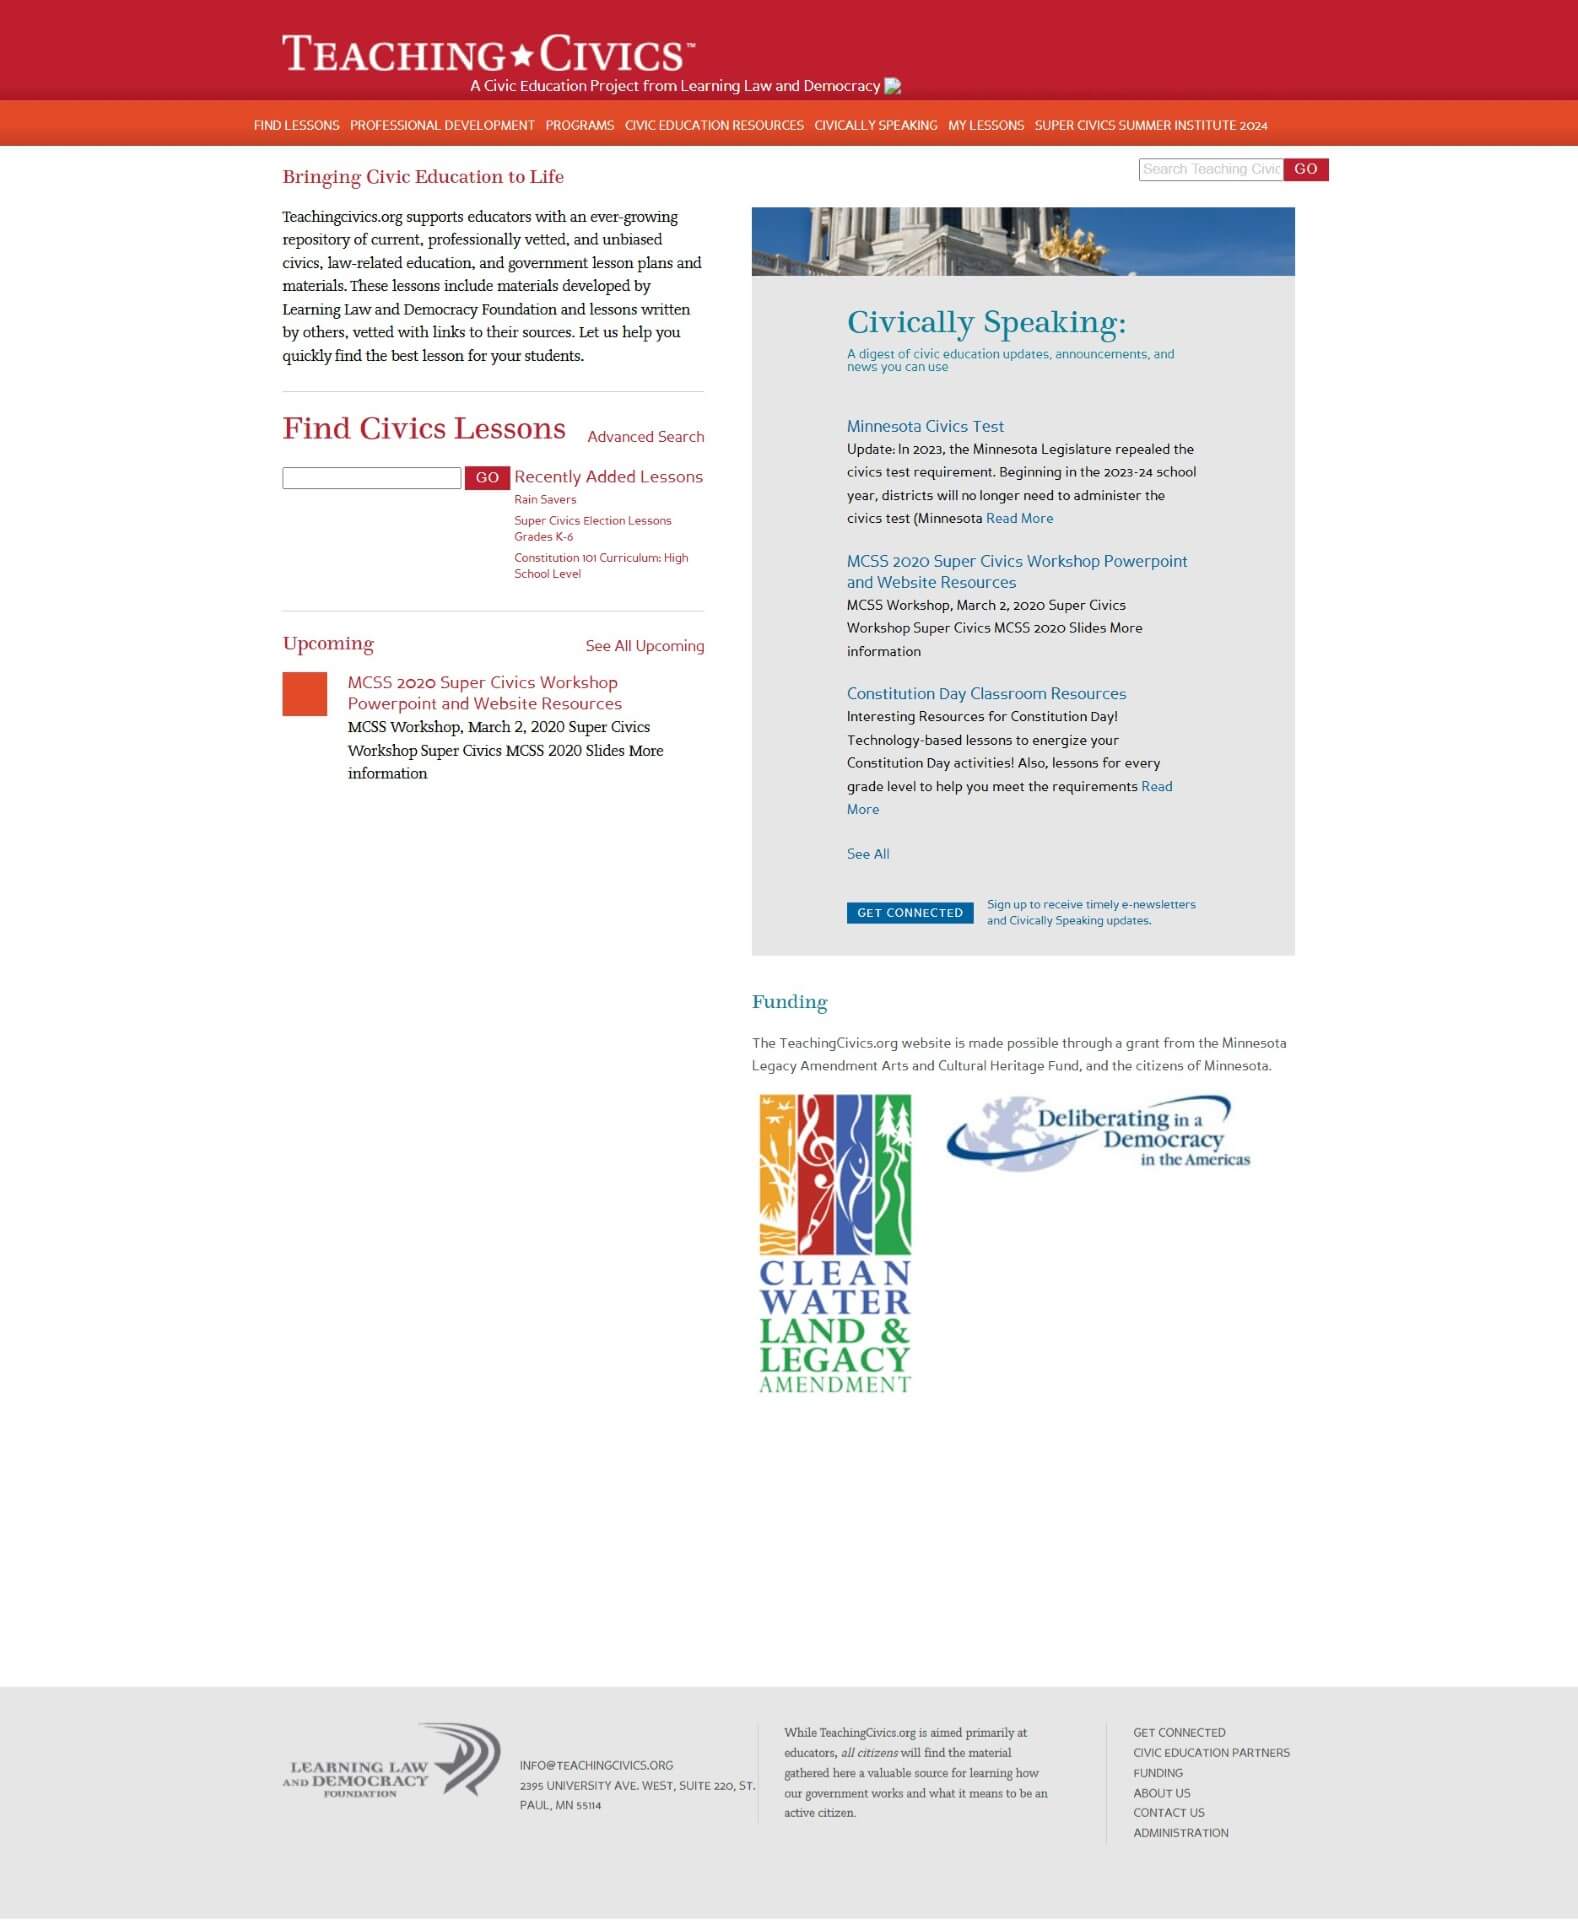 TEACHING★CIVICS™
A Civic Education Project from Learning Law and Democracy
FIND LESSONS PROFESSIONAL DEVELOPMENT PROGRAMS CIVIC EDUCATION RESOURCES CIVICALLY SPEAKING MY LESSONS SUPER CIVICS SUMMER INSTITUTE 2024
Search Teaching Civic GO
Bringing Civic Education to Life
Teachingcivics.org supports educators with an ever-growing
repository of current, professionally vetted, and unbiased
civics, law-related education, and government lesson plans and
materials. These lessons include materials developed by
Learning Law and Democracy Foundation and lessons written
by others, vetted with links to their sources. Let us help you
quickly find the best lesson for your students.
Find Civics Lessons Advanced Search
GO
Recently Added Lessons
Rain Savers
Super Civics Election Lessons
Grades K-6
Constitution 101 Curriculum: High
School Level
Upcoming See All Upcoming
MCSS 2020 Super Civics Workshop
Powerpoint and Website Resources
MCSS Workshop, March 2, 2020 Super Civics
Workshop Super Civics MCSS 2020 Slides More
information
Civically Speaking:
A digest of civic education updates, announcements, and
news you can use
Minnesota Civics Test
Update: In 2023, the Minnesota Legislature repealed the
civics test requirement. Beginning in the 2023-24 school
year, districts will no longer need to administer the
civics test (Minnesota Read More
MCSS 2020 Super Civics Workshop Powerpoint
and Website Resources
MCSS Workshop, March 2, 2020 Super Civics
Workshop Super Civics MCSS 2020 Slides More
information
Constitution Day Classroom Resources
Interesting Resources for Constitution Day!
Technology-based lessons to energize your
Constitution Day activities! Also, lessons for every
grade level to help you meet the requirements Read
More
See All
GET CONNECTED
Sign up to receive timely e-newsletters
and Civically Speaking updates.
Funding
The TeachingCivics.org website is made possible through a grant from the Minnesota
Legacy Amendment Arts and Cultural Heritage Fund, and the citizens of Minnesota.
CLEAN
WATER
LAND &
LEGACY
AMENDMENT
Deliberating in a
Democracy
in the Americas
LEARNING LAW
AND DEMOCRACY
FOUNDATION
INFO@TEACHINGCIVICS.ORG
2395 UNIVERSITY AVE. WEST, SUITE 220, ST.
PAUL, MN 55114
While TeachingCivics.org is aimed primarily at
educators, all citizens will find the material
gathered here a valuable source for learning how
our government works and what it means to be an
active citizen.
GET CONNECTED
CIVIC EDUCATION PARTNERS
FUNDING
ABOUT US
CONTACT US
ADMINISTRATION